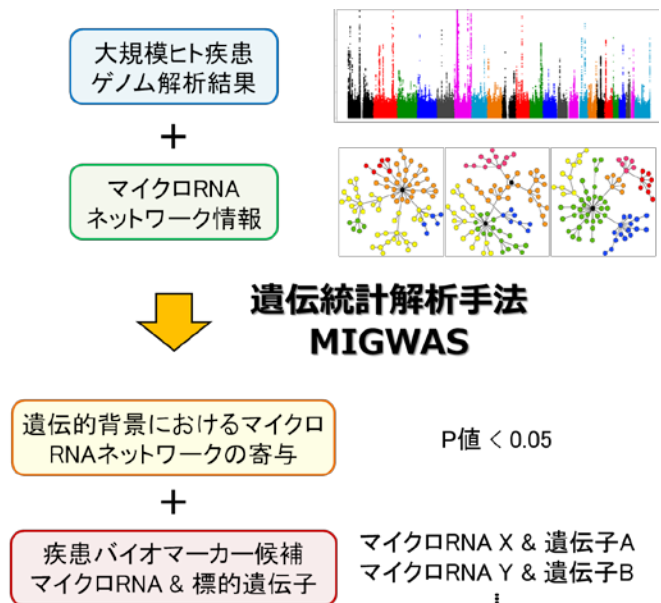 大規模ヒト疾患
ゲノム解析結果
+
マイクロRNA
ネットワーク情報
遺伝統計解析手法
MIGWAS
遺伝的背景におけるマイクロ
RNAネットワークの寄与
P値 < 0.05
+
疾患バイオマーカー候補
マイクロRNA & 標的遺伝子
マイクロRNA X & 遺伝子A
マイクロRNA Y & 遺伝子B
⋮